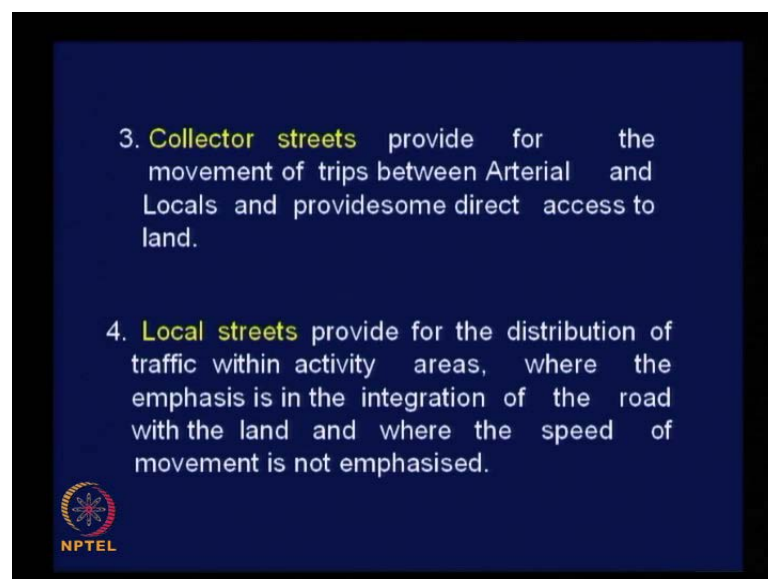 3. Collector streets provide for the
movement of trips between Arterial and
Locals and providesome direct access to
land.
4. Local streets provide for the distribution of
traffic within activity areas, where the
emphasis is in the integration of the road
with the land and where the speed of
movement is not emphasised.
NPTEL